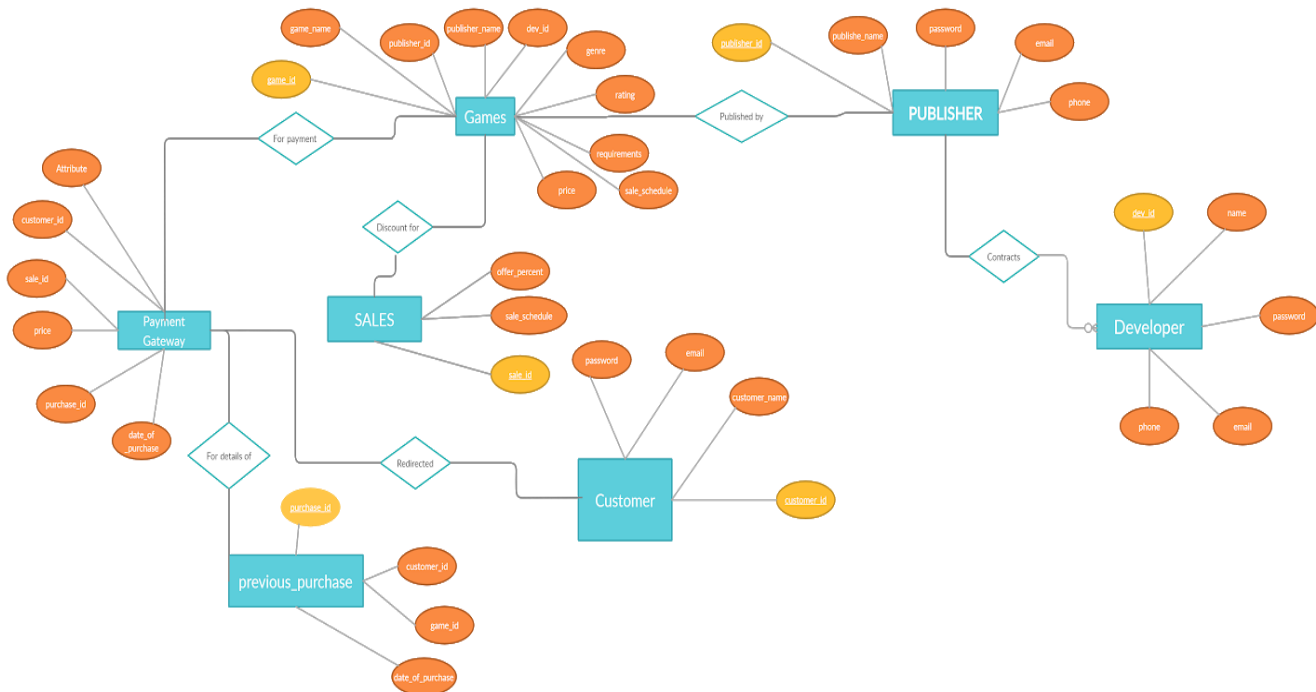 game_name
publisher_id
publisher_name
dev_id
genre
game_id
rating
Games
For payment
requirements
price
sale_schedule
Published by
publisher_id
publishe_name
password
email
phone
PUBLISHER
Attribute
customer_id
sale_id
price
Payment
Gateway
purchase_id
date_of
_purchase
Discount for
SALES
offer_percent
sale_schedule
sale_id
Contracts
dev_id
name
password
Developer
phone
email
For details of
Redirected
password
email
customer_name
Customer
customer_id
purchase_id
previous_purchase
customer_id
game_id
date_of_purchase